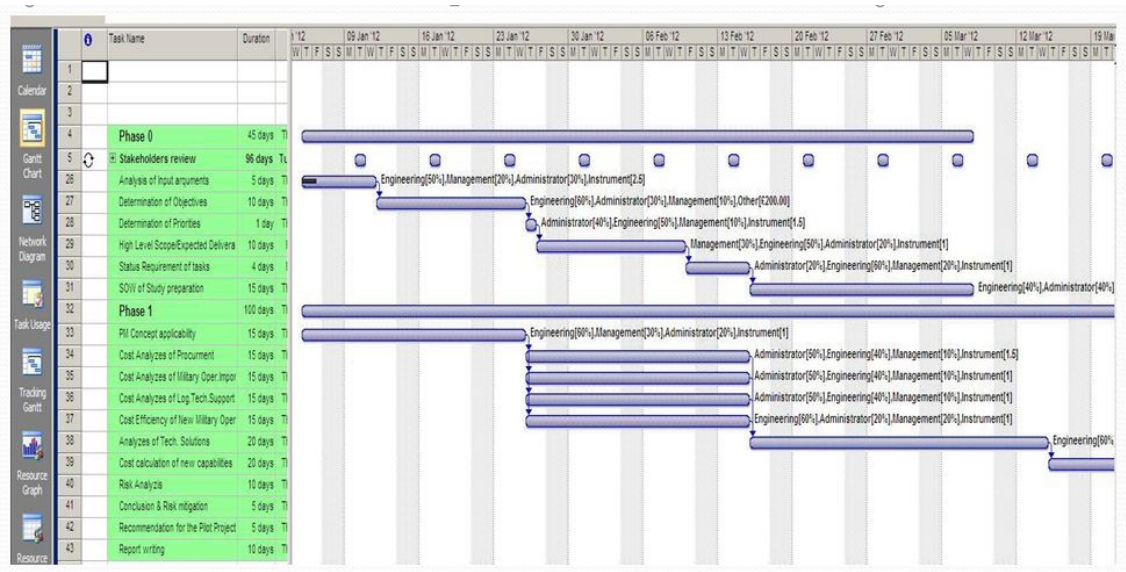 Task Name Duration '12 09 Jan '12 16 Jan '12 23 Jan '12 30 Jan '12 06 Feb '12 13 Feb '12 20 Feb '12 27 Feb '12 05 Mar '12 12 Mar '12 19 Ma
W T F S S M T W T F S S M T W T F S S M T W T F S S M T W T F S S M T W T F S S M T W T F S S M T W T F S S M T W T F S S M T W T F S S M T W T F S S M T W T F S S M T
1
Calendar
2
3
4 Phase 0 45 days
Gantt Chart
5 Stakeholders review 96 days Tu
26 Analysis of Input arguments 5 days Engineering[50%],Management[20%],Administrator[30%],Instrument[2.5]
27 Determination of Objectives 10 days Engineering[60%],Administrator[30%],Management[10%],Other[€200.00]
28 Determination of Priorities 1 day Administrator[40%],Engineering[50%],Management[10%],Instrument[1.5]
Network Diagram
29 High Level Scope/Expected Delivera 10 days Management[30%],Engineering[50%],Administrator[20%],Instrument[1]
30 Status Requirement of tasks 4 days Administrator[20%],Engineering[60%],Management[20%],Instrument[1]
31 SOW of Study preparation 15 days Engineering[40%],Administrator[40%]
32 Phase 1 100 days
Task Usage
33 PM Concept applicability 15 days Engineering[60%],Management[30%],Administrator[20%],Instrument[1]
34 Cost Analyzes of Procurment 15 days Administrator[50%],Engineering[40%],Management[10%],Instrument[1.5]
35 Cost Analyzes of Military Oper.Impor 15 days Administrator[50%],Engineering[40%],Management[10%],Instrument[1]
Tracking Gantt
36 Cost Analyzes of Log.Tech.Support 15 days Administrator[50%],Engineering[40%],Management[10%],Instrument[1]
37 Cost Efficiency of New Military Oper 15 days Engineering[60%],Administrator[20%],Management[20%],Instrument[1]
38 Analyzes of Tech. Solutions 20 days Engineering[60%
39 Cost calculation of new capabilities 20 days
Resource Graph
40 Risk Analyzis 10 days
41 Conclusion & Risk mitigation 5 days
42 Recommendation for the Pilot Project 5 days
43 Report writing 10 days
Resource